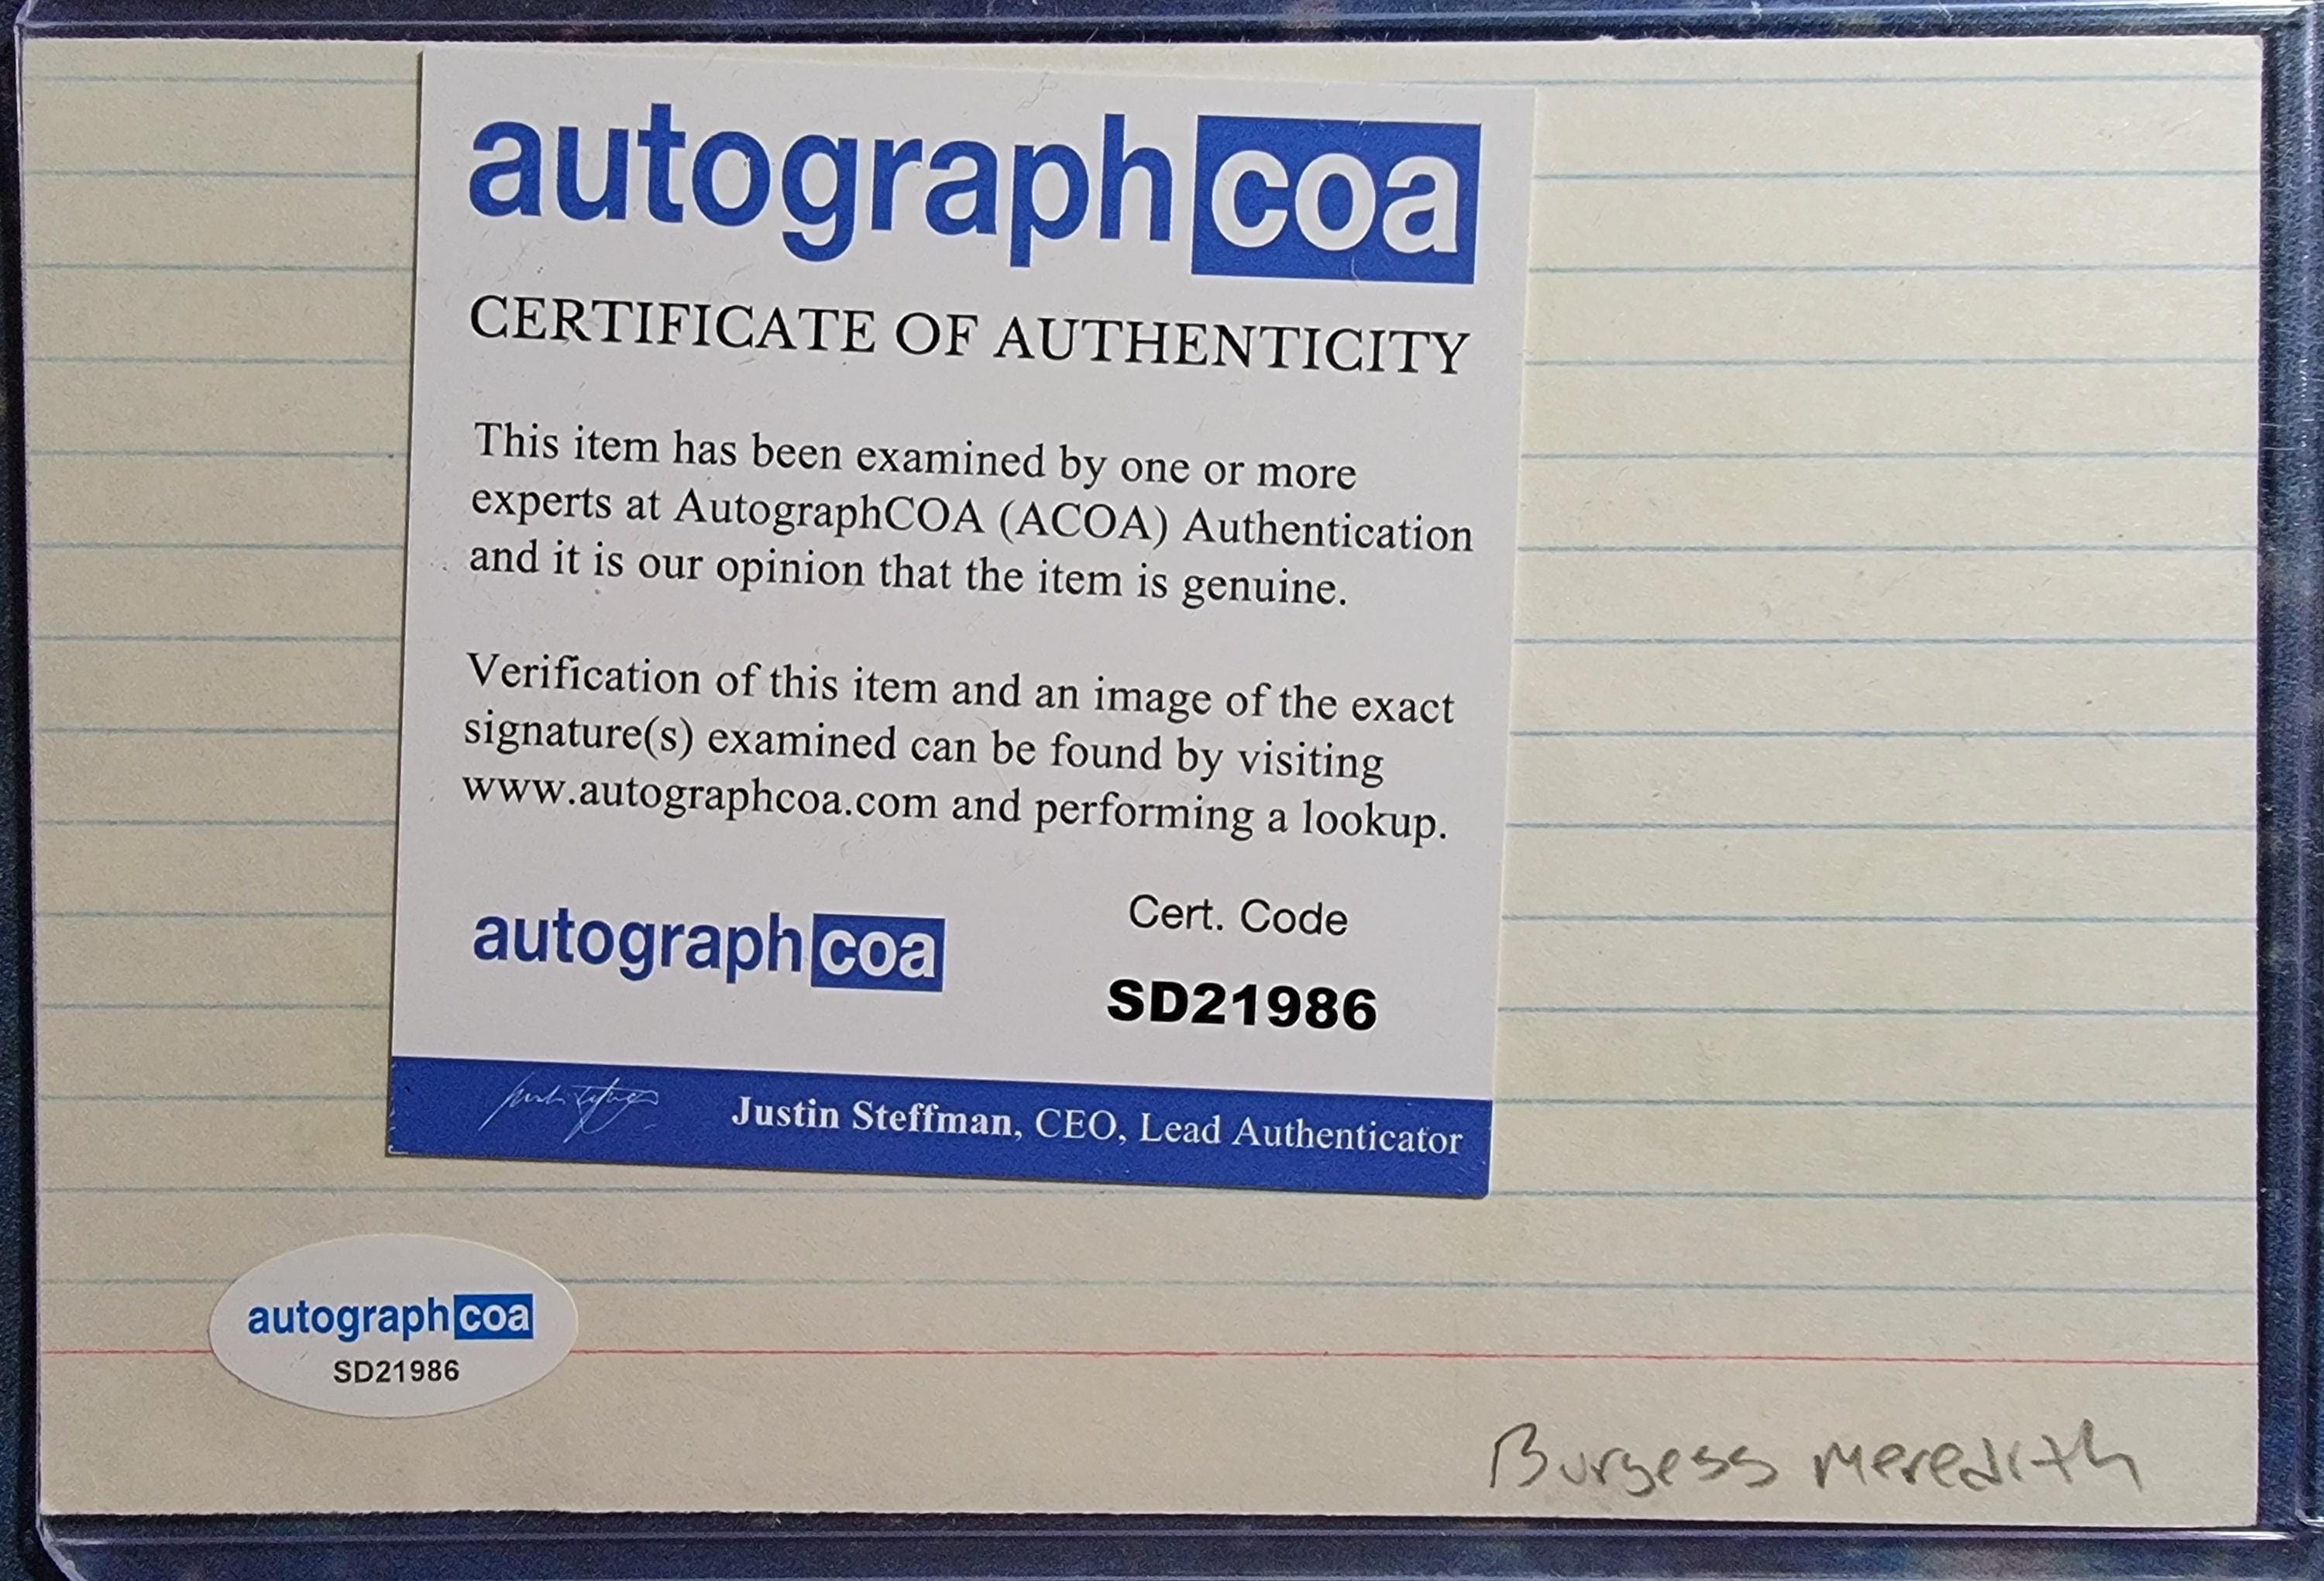 autographcoa
CERTIFICATE OF AUTHENTICITY
This item has been examined by one or more
experts at AutographCOA (ACOA) Authentication
and it is our opinion that the item is genuine.
Verification of this item and an image of the exact
signature(s) examined can be found by visiting
www.autographcoa.com and performing a lookup.
autographcoa
Cert. Code
SD21986
Justin Steffman, CEO, Lead Authenticator
autographcoa
SD21986
Burgess Meredith